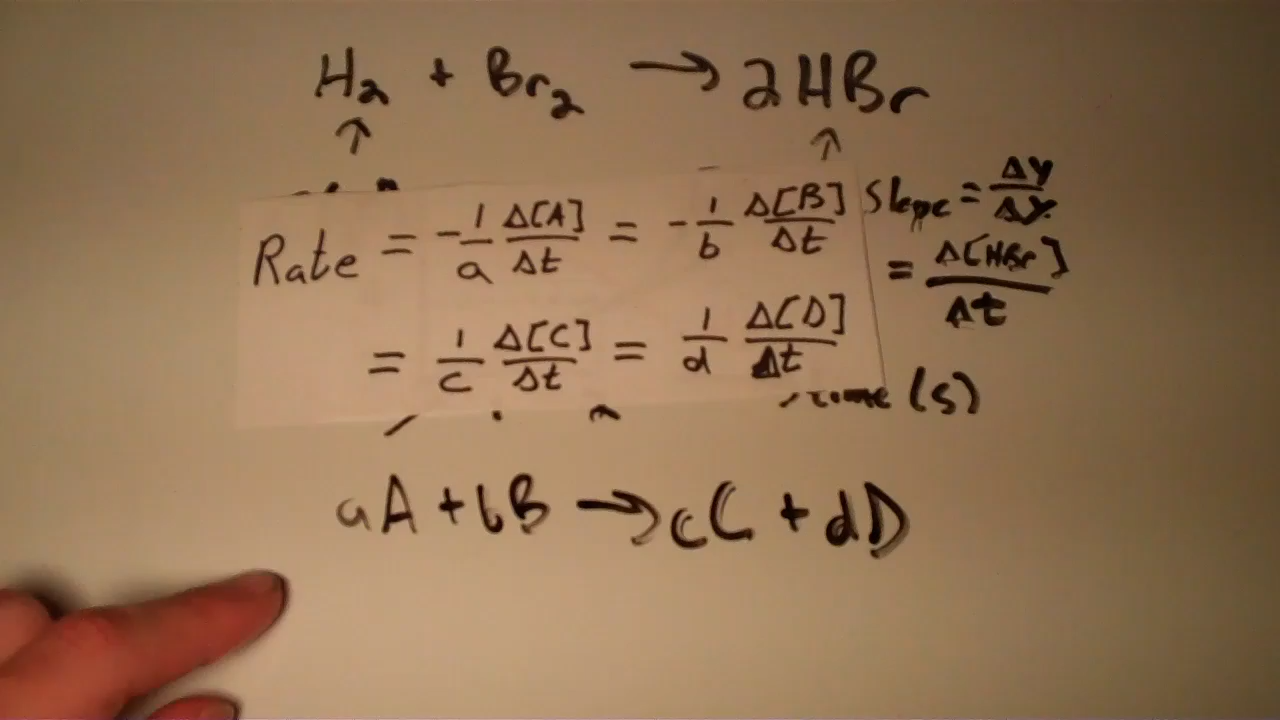 H₂ + Br₂ → 2HBr
↑ ↑
Slope = Δy/Δx
Rate = -1/a Δ[A]/Δt = -1/b Δ[B]/Δt
= Δ[HBr]/Δt
= 1/c Δ[C]/Δt = 1/d Δ[D]/Δt
time (s)
aA + bB → cC + dD